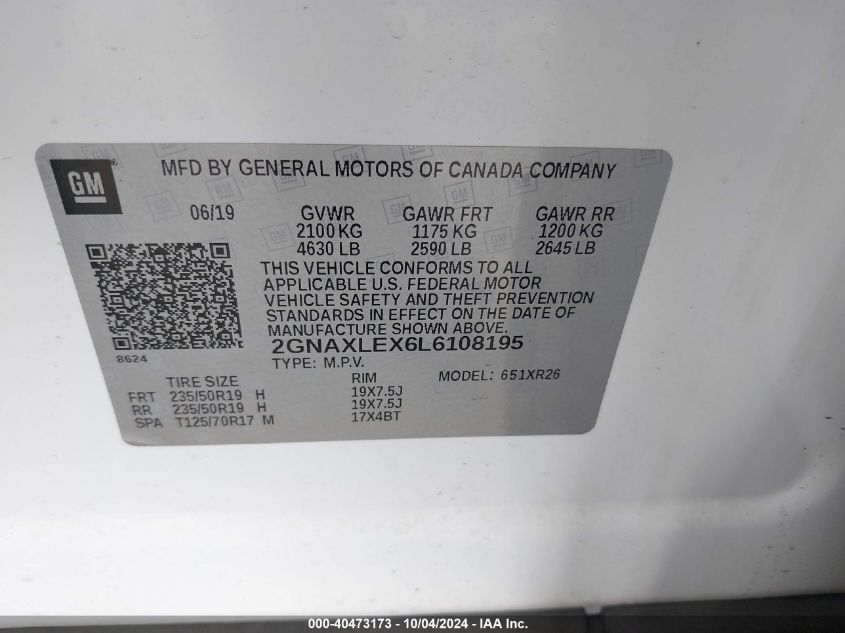 GM ®
MFD BY GENERAL MOTORS OF CANADA COMPANY
06/19 GVWR GAWR FRT GAWR RR
2100 KG 1175 KG 1200 KG
4630 LB 2590 LB 2645 LB
THIS VEHICLE CONFORMS TO ALL
APPLICABLE U.S. FEDERAL MOTOR
VEHICLE SAFETY AND THEFT PREVENTION
STANDARDS IN EFFECT ON THE DATE OF
MANUFACTURE SHOWN ABOVE.
8624
2GNAXLEX6L6108195
TYPE: M.P.V.
TIRE SIZE RIM MODEL: 651XR26
FRT 235/50R19 H 19X7.5J
RR 235/50R19 H 19X7.5J
SPA T125/70R17 M 17X4BT
000-40473173 - 10/04/2024 - IAA Inc.